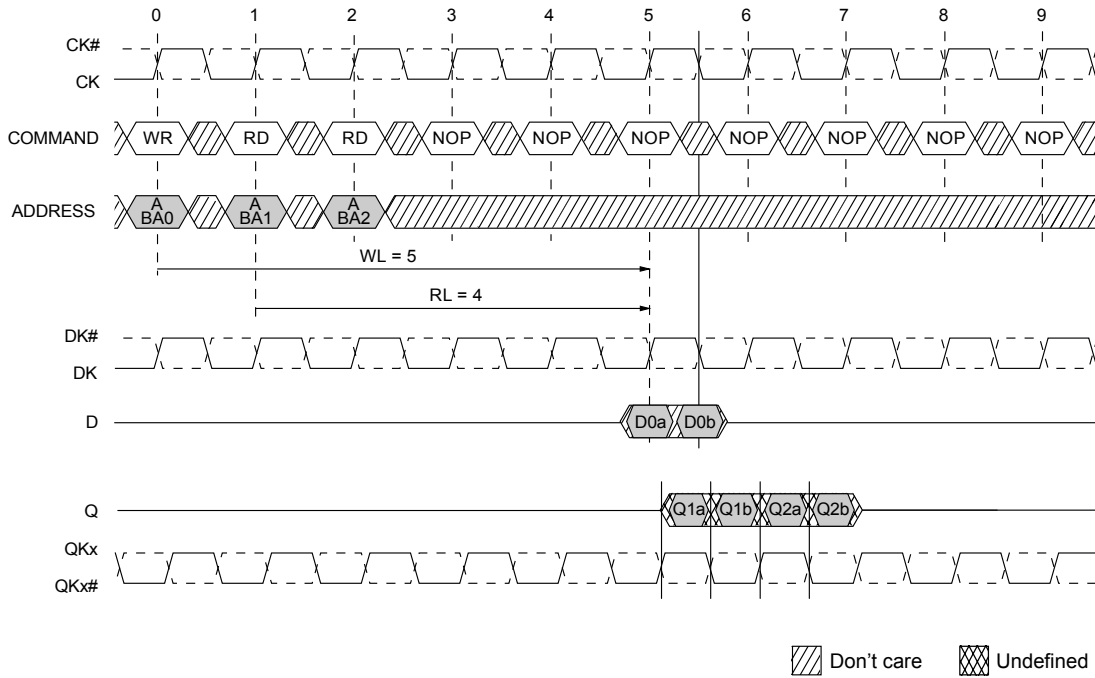 0 1 2 3 4 5 6 7 8 9
CK#
CK
COMMAND WR RD RD NOP NOP NOP NOP NOP NOP NOP
ADDRESS A BA0 A BA1 A BA2
WL = 5
RL = 4
DK#
DK
D D0a D0b
Q Q1a Q1b Q2a Q2b
QKx
QKx#
Don't care Undefined